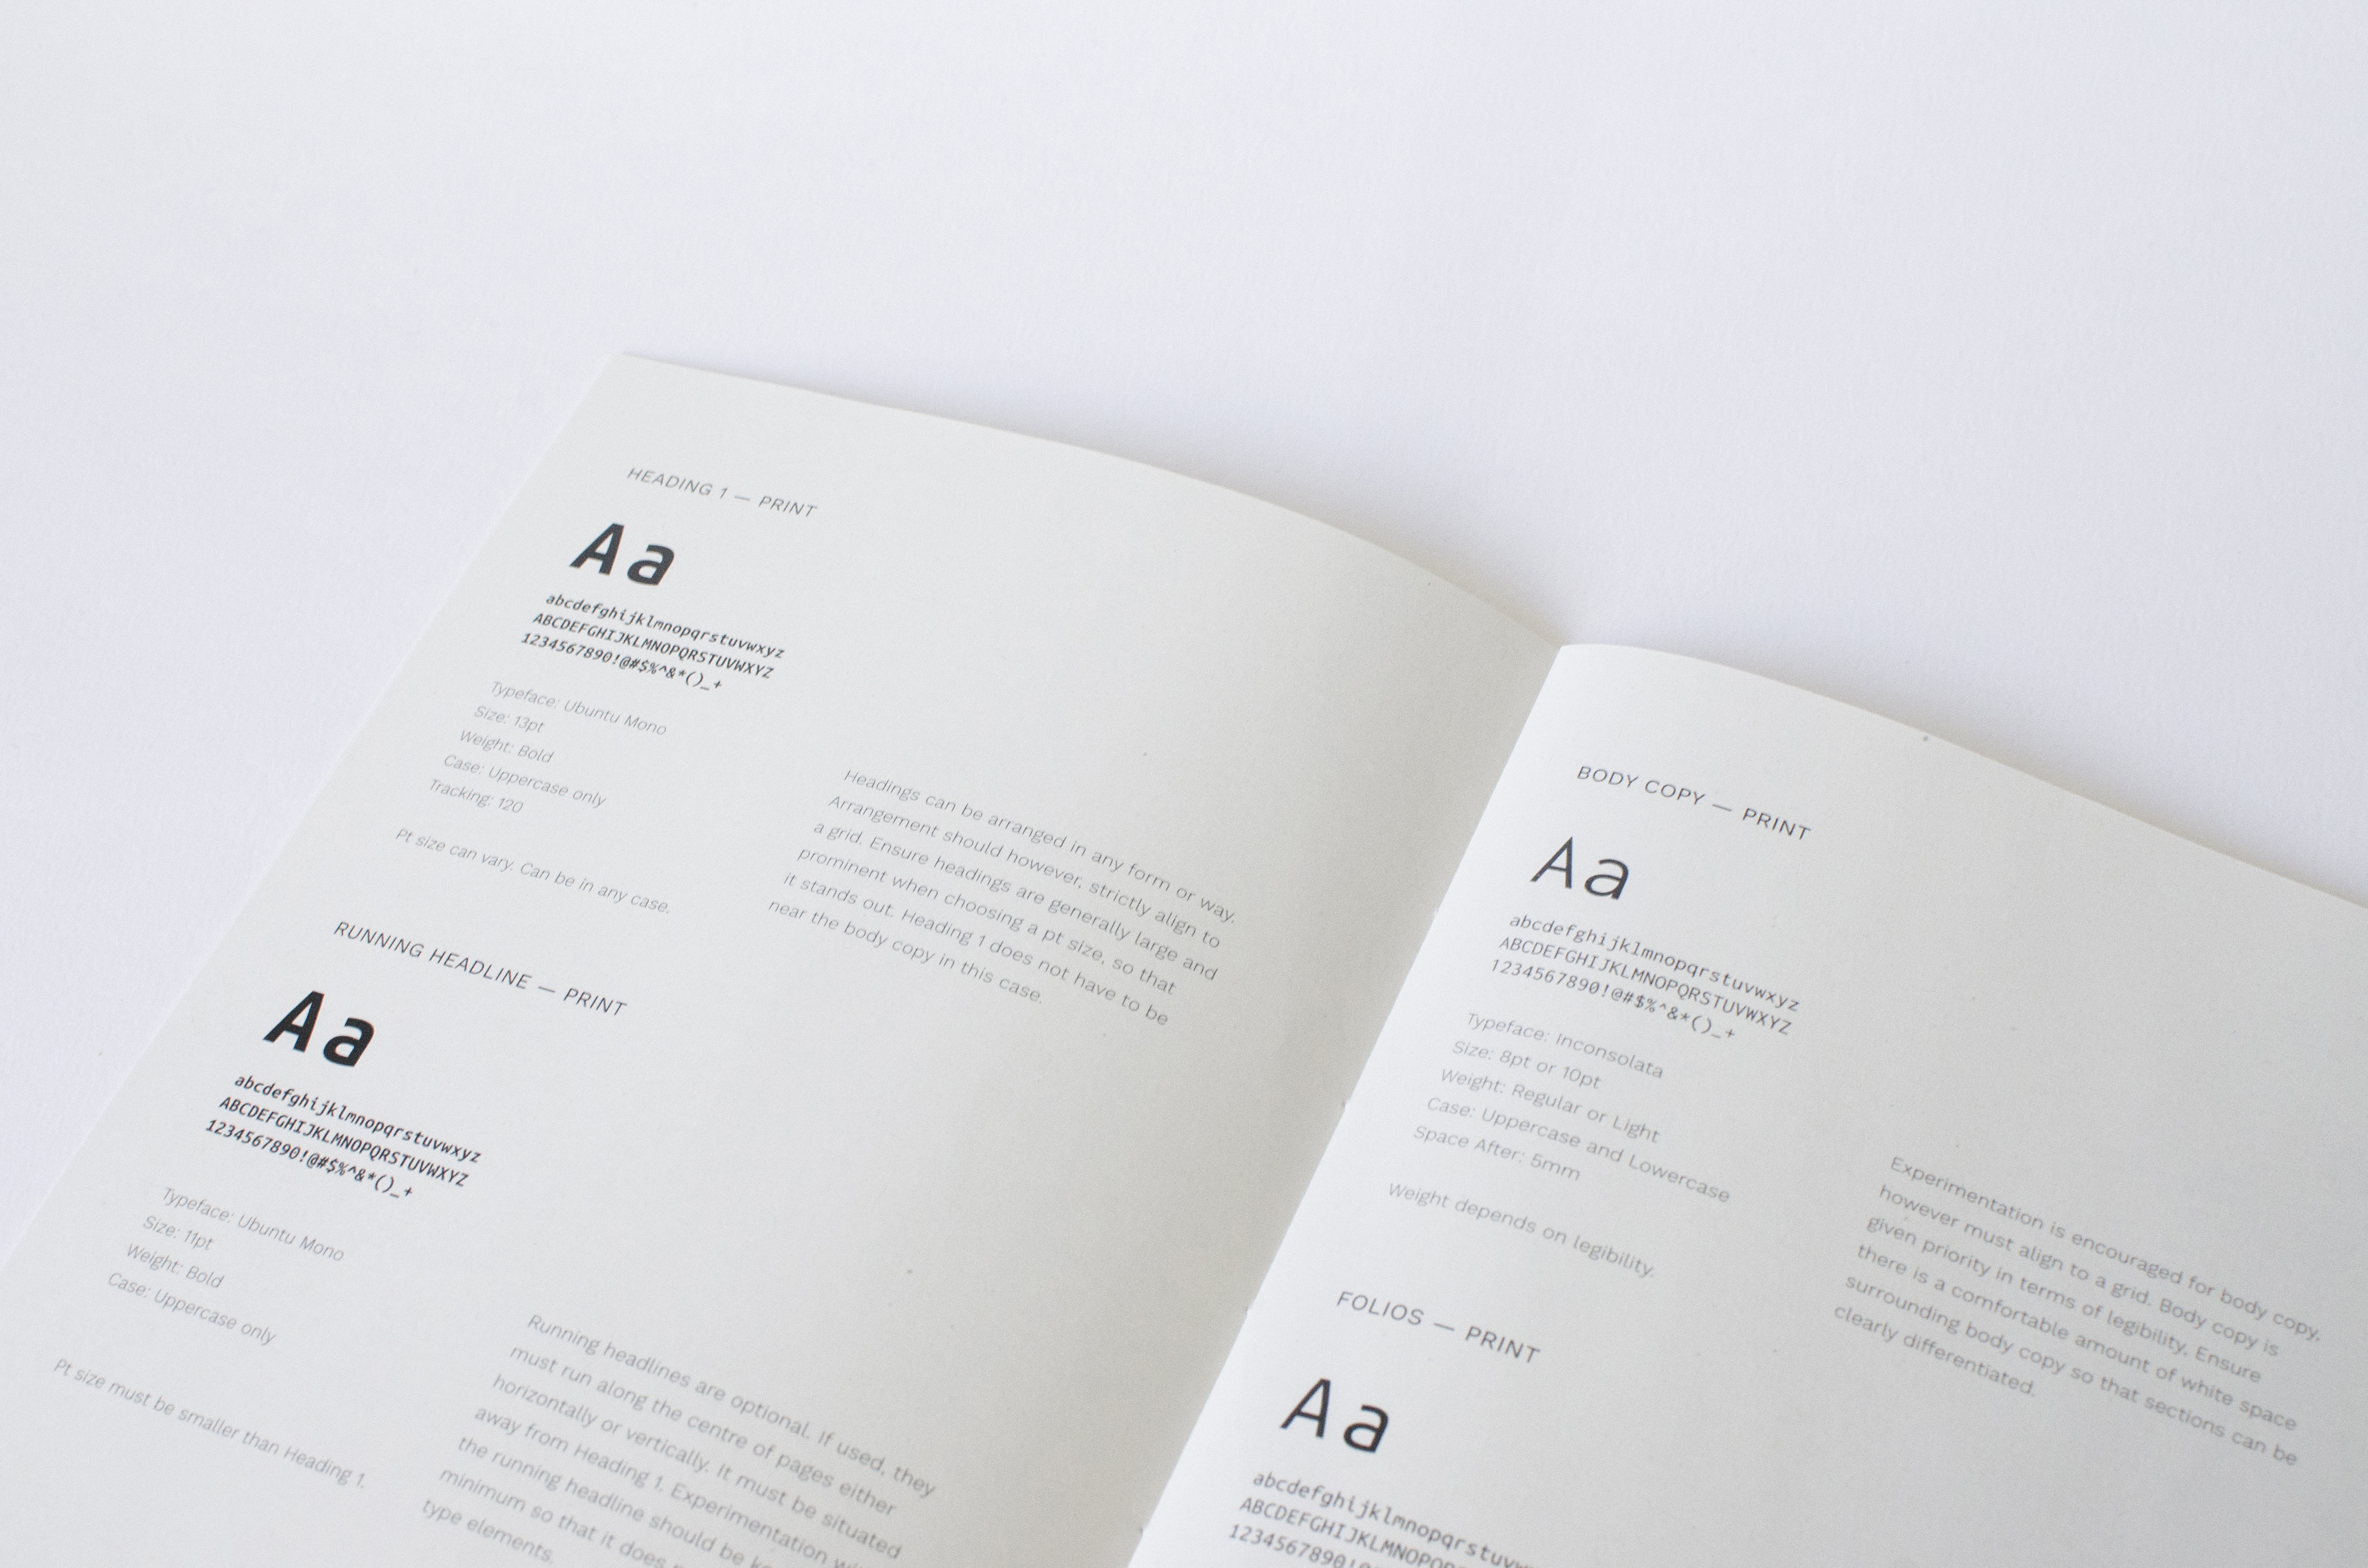 HEADING 1 — PRINT
Aa
abcdefghijklmnopqrstuvwxyz
ABCDEFGHIJKLMNOPQRSTUVWXYZ
1234567890!@#$%^&*()_+
Typeface: Ubuntu Mono
Size: 13pt
Weight: Bold
Case: Uppercase only
Tracking: 120
Pt size can vary. Can be in any case.
Headings can be arranged in any form or way.
Arrangement should however, strictly align to
a grid. Ensure headings are generally large and
prominent when choosing a pt size, so that
it stands out. Heading 1 does not have to be
near the body copy in this case.
RUNNING HEADLINE — PRINT
Aa
abcdefghijklmnopqrstuvwxyz
ABCDEFGHIJKLMNOPQRSTUVWXYZ
1234567890!@#$%^&*()_+
Typeface: Ubuntu Mono
Size: 11pt
Weight: Bold
Case: Uppercase only
Pt size must be smaller than Heading 1.
Running headlines are optional. If used, they
must run along the centre of pages either
horizontally or vertically. It must be situated
away from Heading 1. Experimentation
the running headline should be
minimum so that it does
type elements.
BODY COPY — PRINT
Aa
abcdefghijklmnopqrstuvwxyz
ABCDEFGHIJKLMNOPQRSTUVWXYZ
1234567890!@#$%^&*()_+
Typeface: Inconsolata
Size: 8pt or 10pt
Weight: Regular or Light
Case: Uppercase and Lowercase
Space After: 5mm
Weight depends on legibility.
Experimentation is encouraged for body copy,
however must align to a grid. Body copy is
given priority in terms of legibility. Ensure
there is a comfortable amount of white space
surrounding body copy so that sections can be
clearly differentiated.
FOLIOS — PRINT
Aa
abcdefghijklmnopqrstuvw
ABCDEFGHIJKLMNOPQRSTU
1234567890!@#$%^